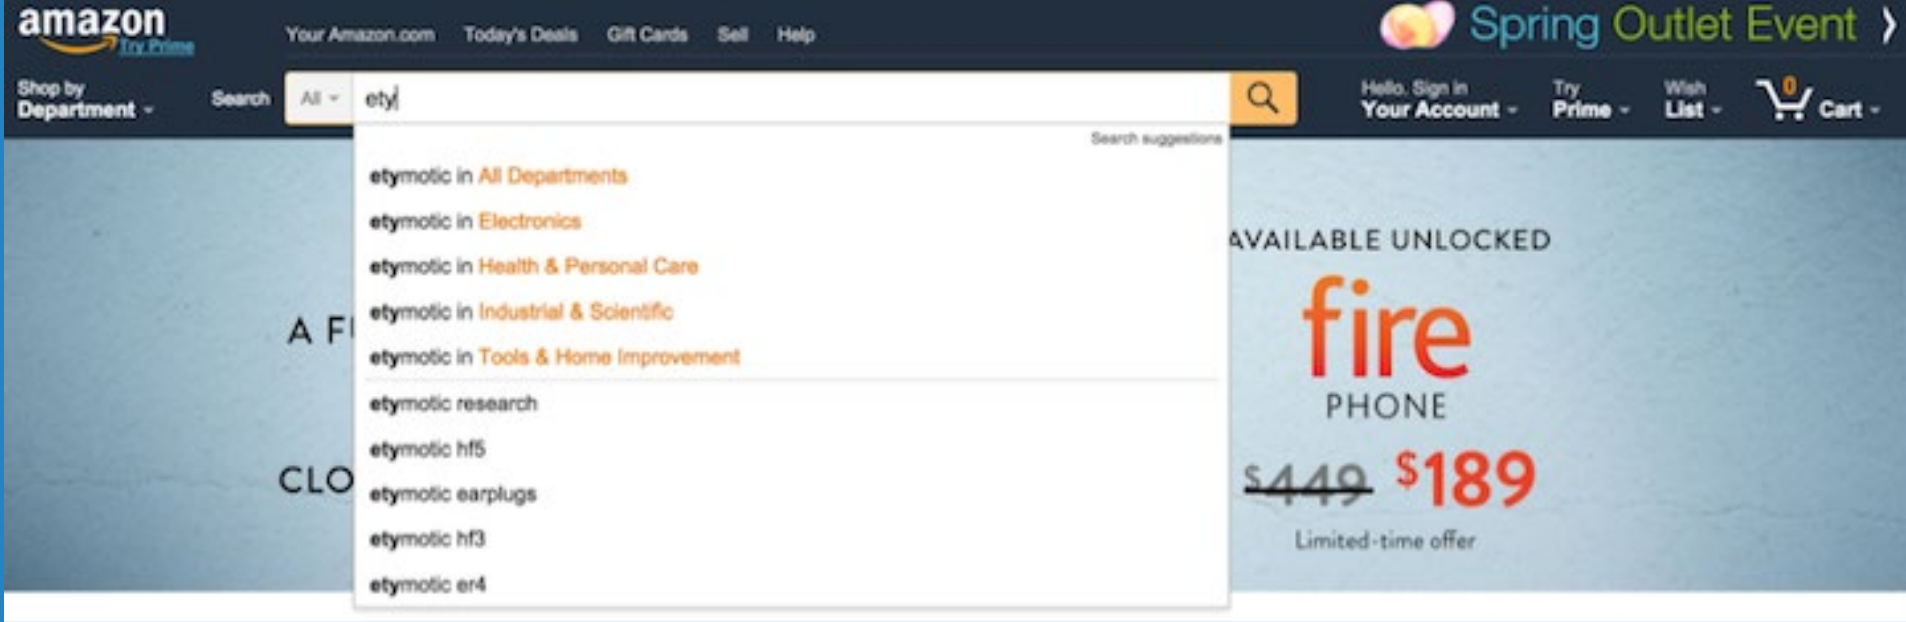 amazon
Try Prime
Your Amazon.com Today's Deals Gift Cards Sell Help
Spring Outlet Event
Shop by
Department
Search All ety
Hello. Sign in
Your Account
Try
Prime
Wish
List
0
Cart
Search suggestions
etymotic in All Departments
etymotic in Electronics
etymotic in Health & Personal Care
etymotic in Industrial & Scientific
etymotic in Tools & Home Improvement
etymotic research
etymotic hf5
etymotic earplugs
etymotic hf3
etymotic er4
A F
CLO
AVAILABLE UNLOCKED
fire
PHONE
$449 $189
Limited-time offer